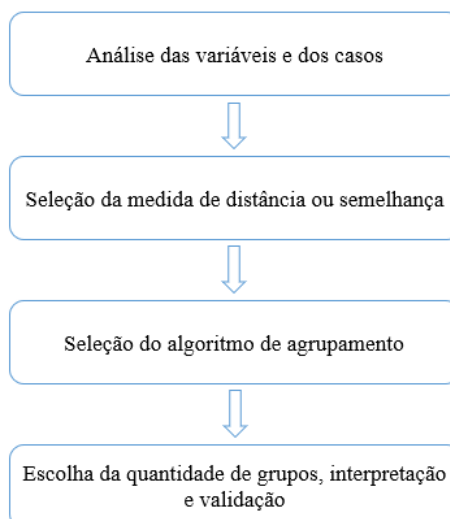 Análise das variáveis e dos casos
Seleção da medida de distância ou semelhança
Seleção do algoritmo de agrupamento
Escolha da quantidade de grupos, interpretação
e validação